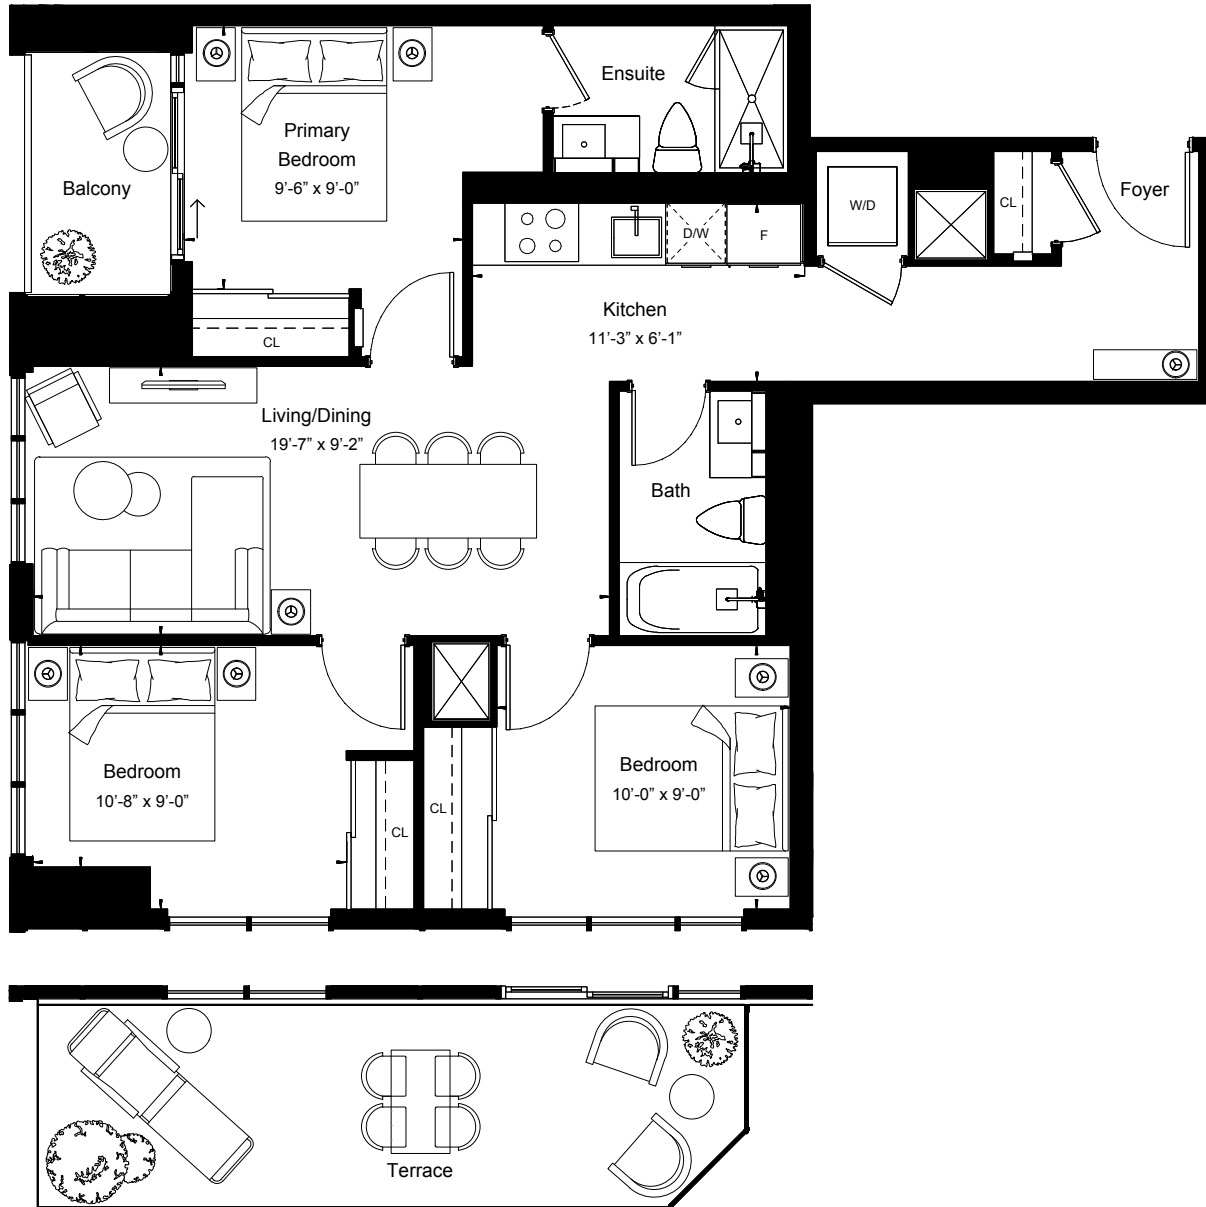 Ensuite
Primary
Bedroom
9'-6” x 9'-0”
Balcony
Foyer
CL
W/D
D/W
F
Kitchen
11'-3” x 6'-1”
CL
Living/Dining
19'-7” x 9'-2”
Bath
Bedroom
10'-8” x 9'-0”
Bedroom
10'-0” x 9'-0”
CL
CL
Terrace